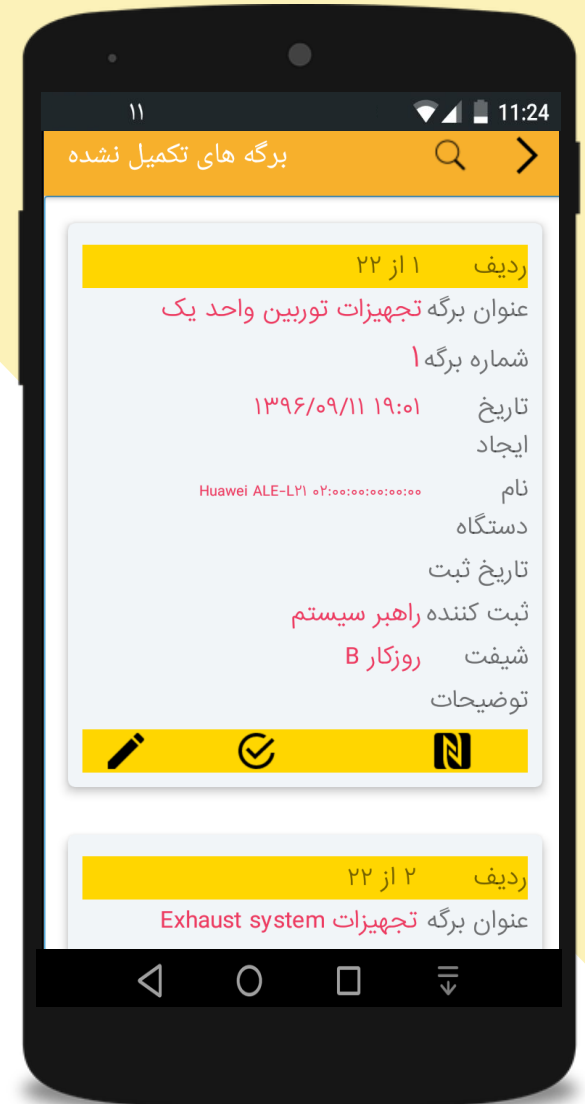 ۱۱ 11:24
برگه های تکمیل نشده
ردیف ۱ از ۲۲
عنوان برگه تجهیزات توربین واحد یک
شماره برگه ۱
تاریخ ۱۳۹۶/۰۹/۱۱ ۱۹:۰۱
ایجاد
نام Huawei ALE-L۲۱ ۰۲:۰۰:۰۰:۰۰:۰۰:۰۰
دستگاه
تاریخ ثبت
ثبت کننده راهبر سیستم
شیفت روزکار B
توضیحات
ردیف ۲ از ۲۲
عنوان برگه تجهیزات Exhaust system